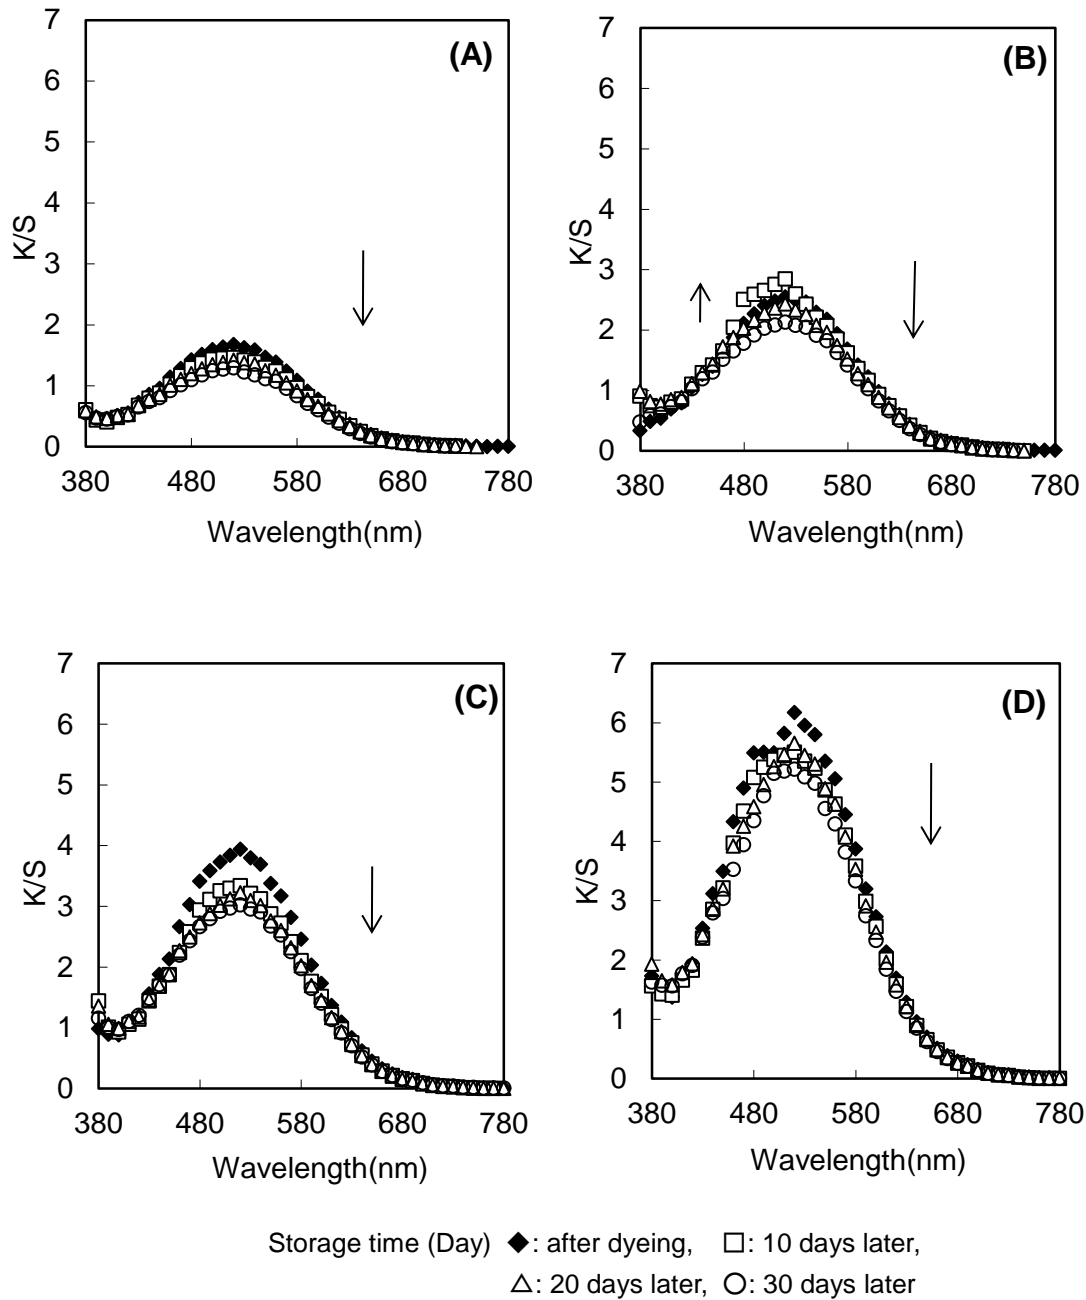 (A)
7
6
5
4
3
2
1
0
K/S
380 480 580 680 780
Wavelength(nm)
(B)
7
6
5
4
3
2
1
0
K/S
380 480 580 680 780
Wavelength(nm)
(C)
7
6
5
4
3
2
1
0
K/S
380 480 580 680 780
Wavelength(nm)
(D)
7
6
5
4
3
2
1
0
K/S
380 480 580 680 780
Wavelength(nm)
Storage time (Day) ◆: after dyeing, □: 10 days later,
△: 20 days later, ○: 30 days later